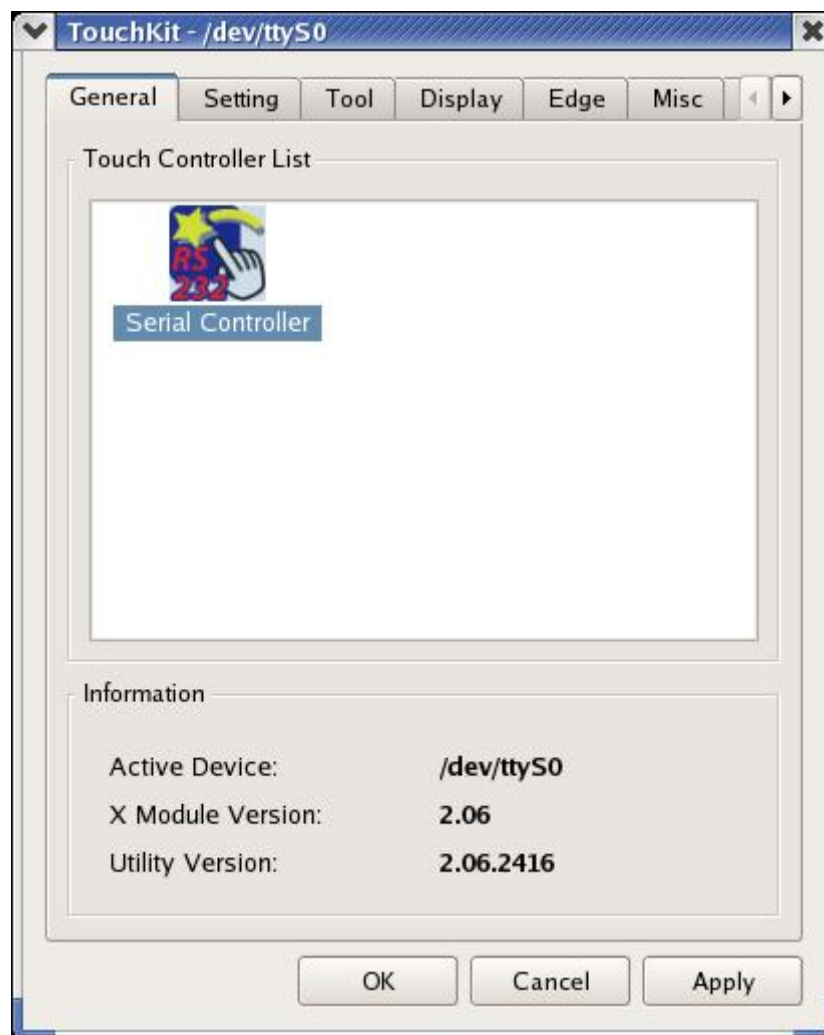 TouchKit - /dev/ttyS0
General Setting Tool Display Edge Misc
Touch Controller List
RS
232
Serial Controller
Information
Active Device: /dev/ttyS0
X Module Version: 2.06
Utility Version: 2.06.2416
OK Cancel Apply